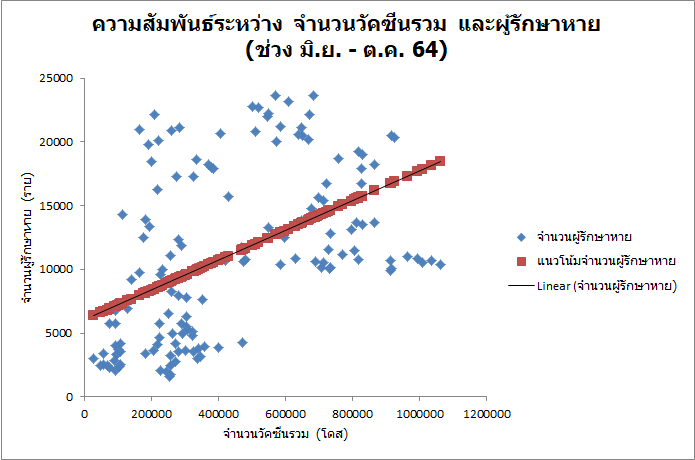 ความสัมพันธ์ระหว่าง จำนวนวัคซีนรวม และผู้รักษาหาย
(ช่วง มิ.ย. - ต.ค. 64)
25000
20000
15000
10000
5000
0
จำนวนผู้รักษาหาย (ราย)
0 200000 400000 600000 800000 1000000 1200000
จำนวนวัคซีนรวม (โดส)
จำนวนผู้รักษาหาย
แนวโน้มจำนวนผู้รักษาหาย
Linear (จำนวนผู้รักษาหาย)